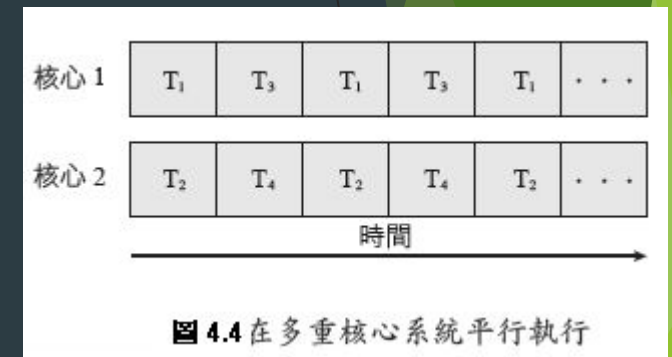 核心 1 T₁ T₃ T₁ T₃ T₁ · · ·
核心 2 T₂ T₄ T₂ T₄ T₂ · · ·
時間
圖 4.4在多重核心系統平行執行